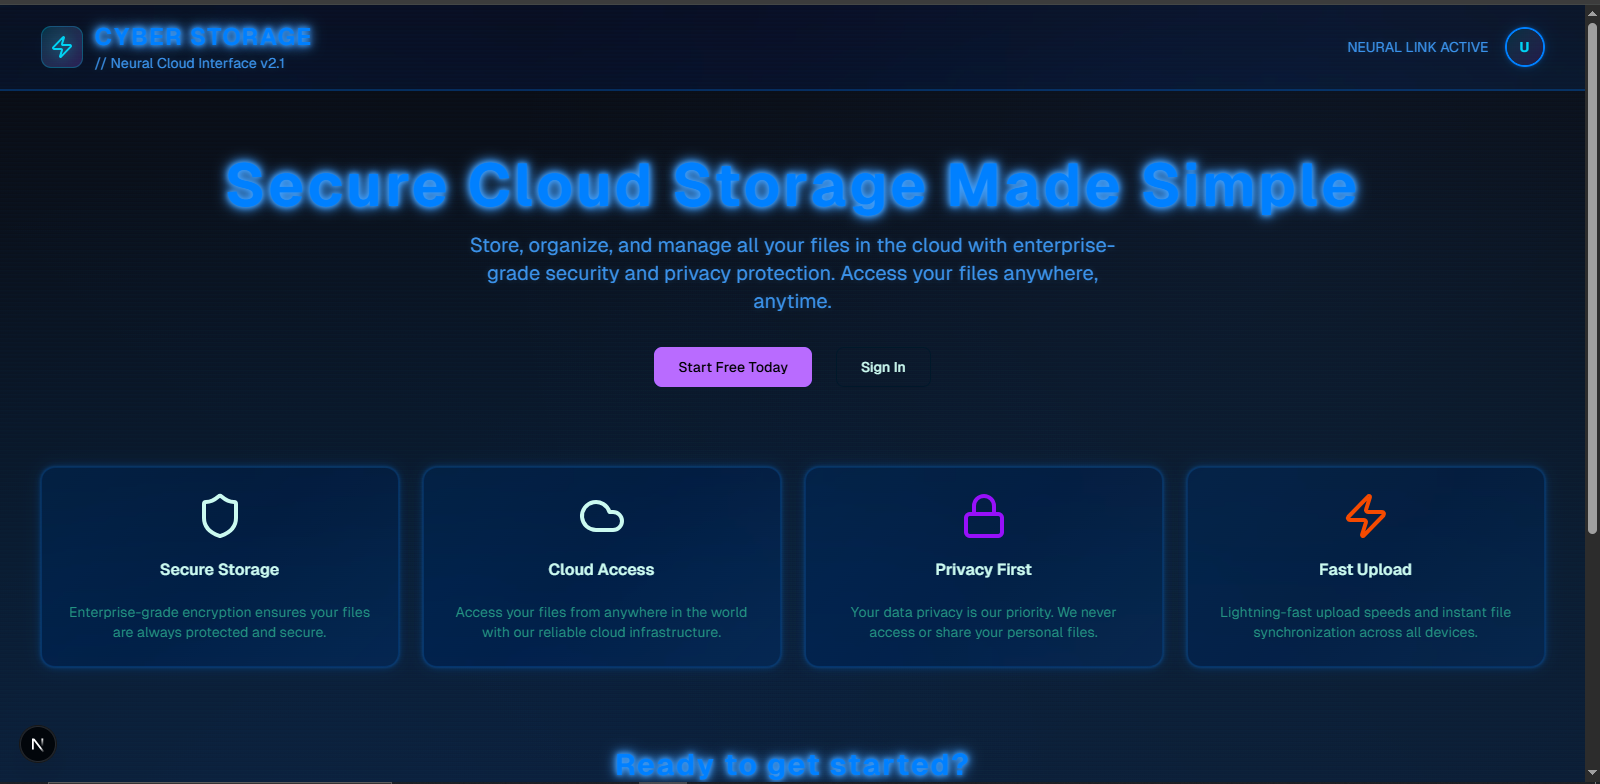 CYBER STORAGE
// Neural Cloud Interface v2.1
NEURAL LINK ACTIVE
U
Secure Cloud Storage Made Simple
Store, organize, and manage all your files in the cloud with enterprise-
grade security and privacy protection. Access your files anywhere,
anytime.
Start Free Today
Sign In
Secure Storage
Enterprise-grade encryption ensures your files
are always protected and secure.
Cloud Access
Access your files from anywhere in the world
with our reliable cloud infrastructure.
Privacy First
Your data privacy is our priority. We never
access or share your personal files.
Fast Upload
Lightning-fast upload speeds and instant file
synchronization across all devices.
N
Ready to get started?